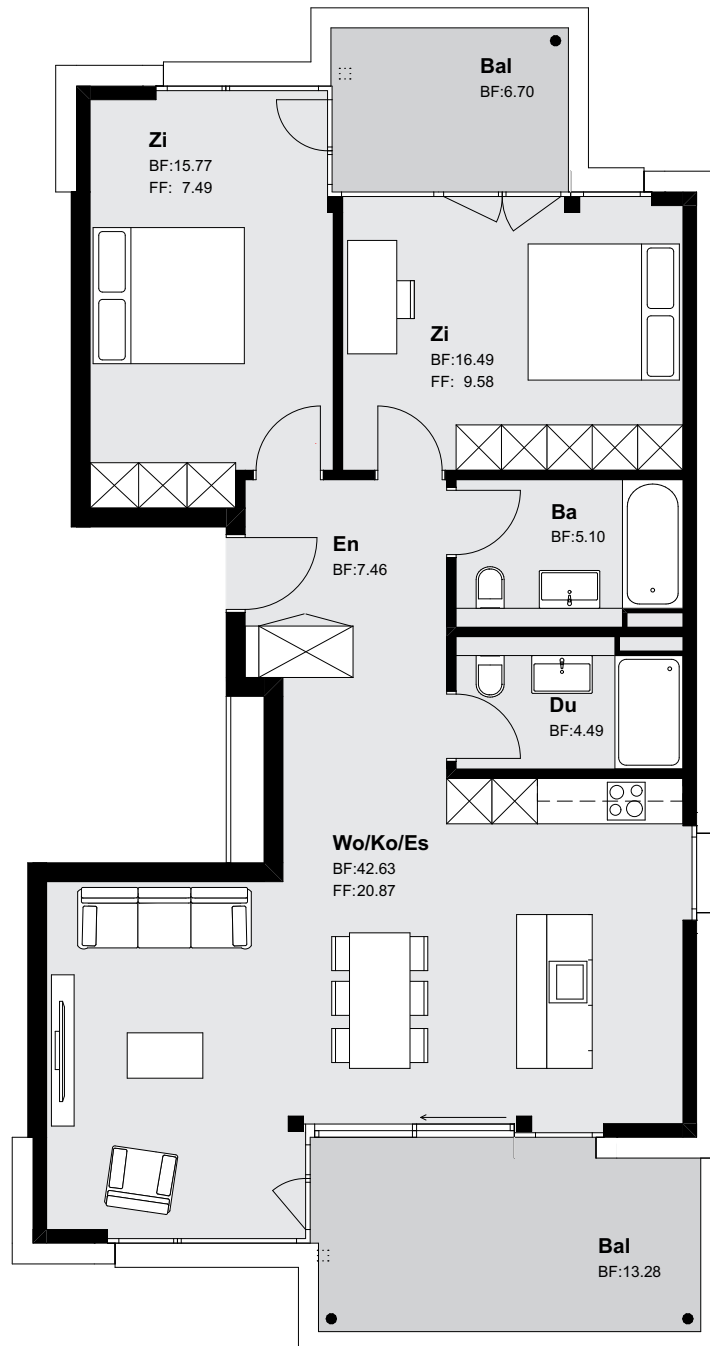 Bal
BF:6.70
Zi
BF:15.77
FF: 7.49
Zi
BF:16.49
FF: 9.58
Ba
BF:5.10
En
BF:7.46
Du
BF:4.49
Wo/Ko/Es
BF:42.63
FF:20.87
Bal
BF:13.28